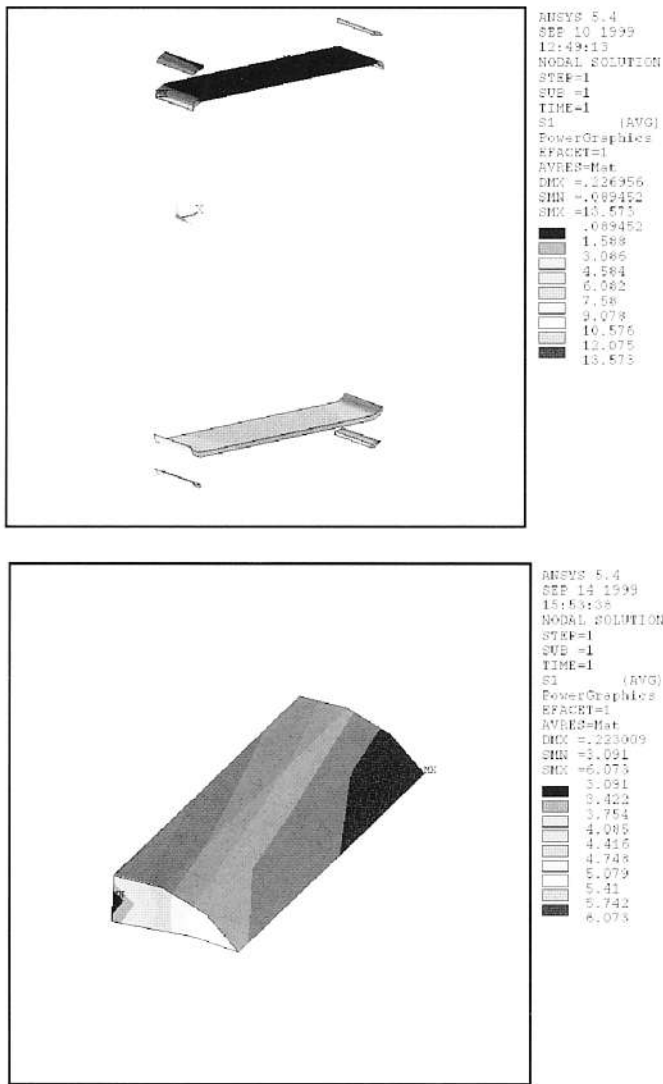 ANSYS 5.4
SEP 10 1999
12:49:13
NODAL SOLUTION
STEP=1
SUB =1
TIME=1
S1 (AVG)
PowerGraphics
EFACET=1
AVRES=Mat
DMX =.226956
SMN =.089452
SMX =13.573
.089452
1.588
3.086
4.584
6.082
7.58
9.078
10.576
12.075
13.573
ANSYS 5.4
SEP 14 1999
15:53:38
NODAL SOLUTION
STEP=1
SUB =1
TIME=1
S1 (AVG)
PowerGraphics
EFACET=1
AVRES=Mat
DMX =.223009
SMN =3.091
SMX =6.073
3.091
3.422
3.754
4.085
4.416
4.748
5.079
5.41
5.742
6.073